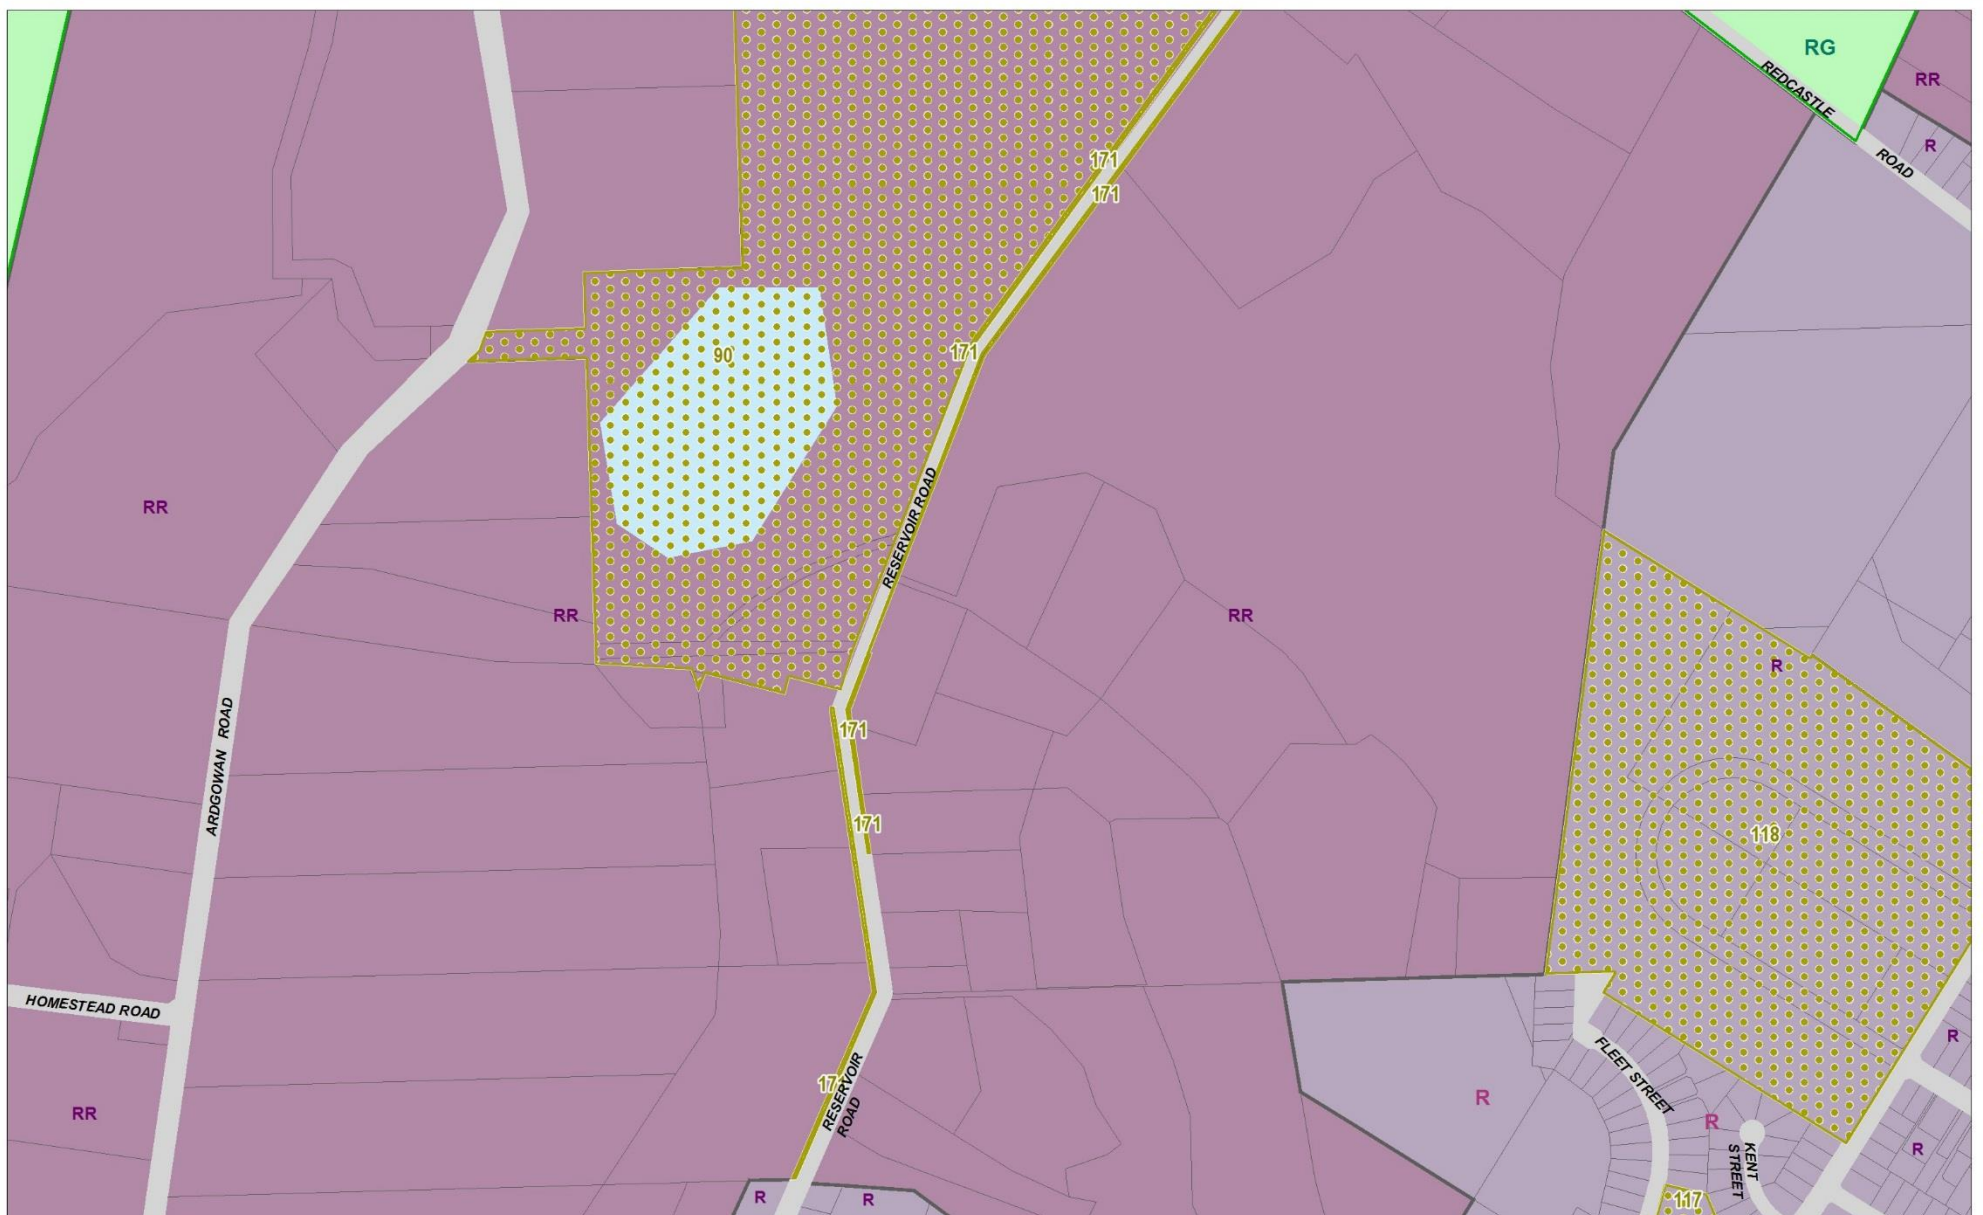 RG
REDCASTLE
RR
R
ROAD
171
171
171
90
RR
RESERVOIR ROAD
RR
RR
R
ARDGOWAN ROAD
171
171
118
HOMESTEAD ROAD
R
FLEET STREET
17
RESERVOIR
ROAD
R
RR
R
R
KENT
STREET
R
R
117